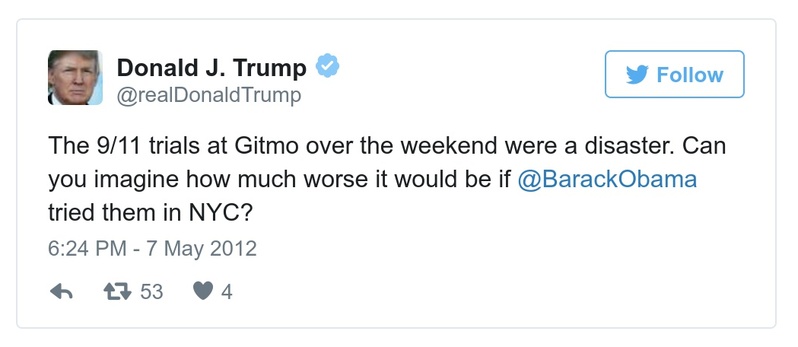 Donald J. Trump
@realDonaldTrump
Follow
The 9/11 trials at Gitmo over the weekend were a disaster. Can
you imagine how much worse it would be if @BarackObama
tried them in NYC?
6:24 PM - 7 May 2012
53 4